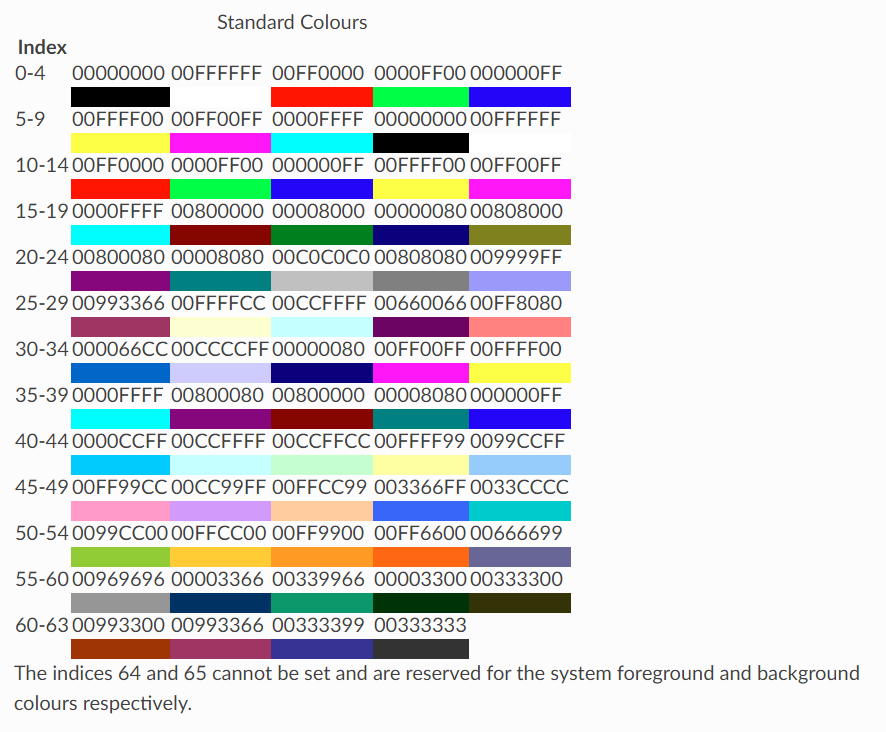 Standard Colours
Index
0-4 00000000 00FFFFFF 00FF0000 0000FF00 000000FF
5-9 00FFFF00 00FF00FF 0000FFFF 00000000 00FFFFFF
10-14 00FF0000 0000FF00 000000FF 00FFFF00 00FF00FF
15-19 0000FFFF 00800000 00008000 00000080 00808000
20-24 00800080 00008080 00C0C0C0 00808080 009999FF
25-29 00993366 00FFFFCC 00CCFFFF 00660066 00FF8080
30-34 000066CC 00CCCCFF 00000080 00FF00FF 00FFFF00
35-39 0000FFFF 00800080 00800000 00008080 000000FF
40-44 0000CCFF 00CCFFFF 00CCFFCC 00FFFF99 0099CCFF
45-49 00FF99CC 00CC99FF 00FFCC99 003366FF 0033CCCC
50-54 0099CC00 00FFCC00 00FF9900 00FF6600 00666699
55-60 00969696 00003366 00339966 00003300 00333300
60-63 00993300 00993366 00333399 00333333
The indices 64 and 65 cannot be set and are reserved for the system foreground and background
colours respectively.